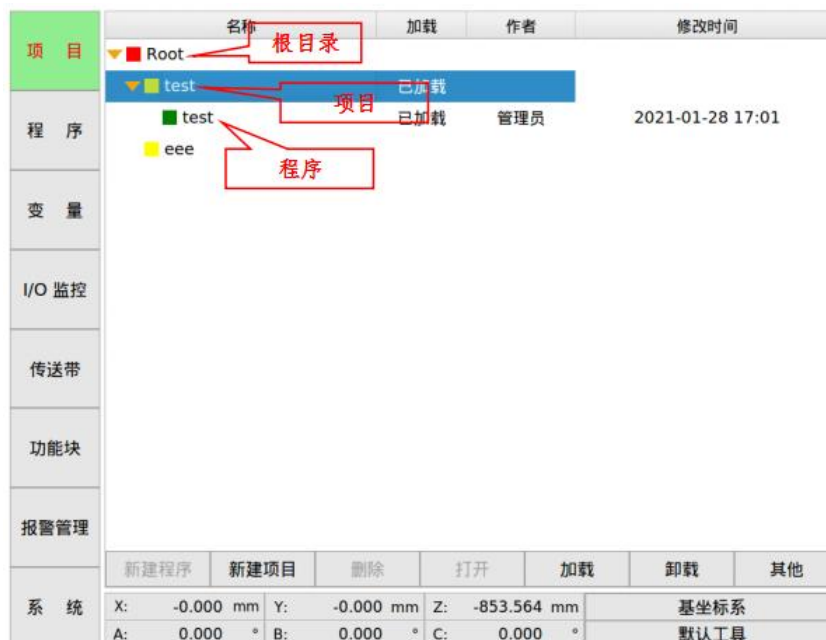 名称 加载 作者 修改时间
项 目
Root
根目录
test 已加载
项目
test 已加载 管理员 2021-01-28 17:01
程 序
eee
程序
变 量
I/O 监控
传送带
功能块
报警管理
新建程序 新建项目 删除 打开 加载 卸载 其他
系 统
X: -0.000 mm Y: -0.000 mm Z: -853.564 mm 基坐标系
A: 0.000 ° B: 0.000 ° C: 0.000 ° 默认工具